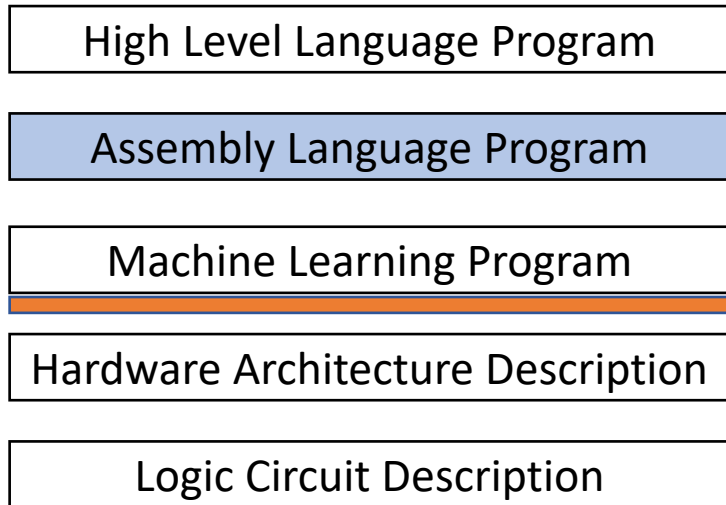 High Level Language Program
Assembly Language Program
Machine Learning Program
Hardware Architecture Description
Logic Circuit Description